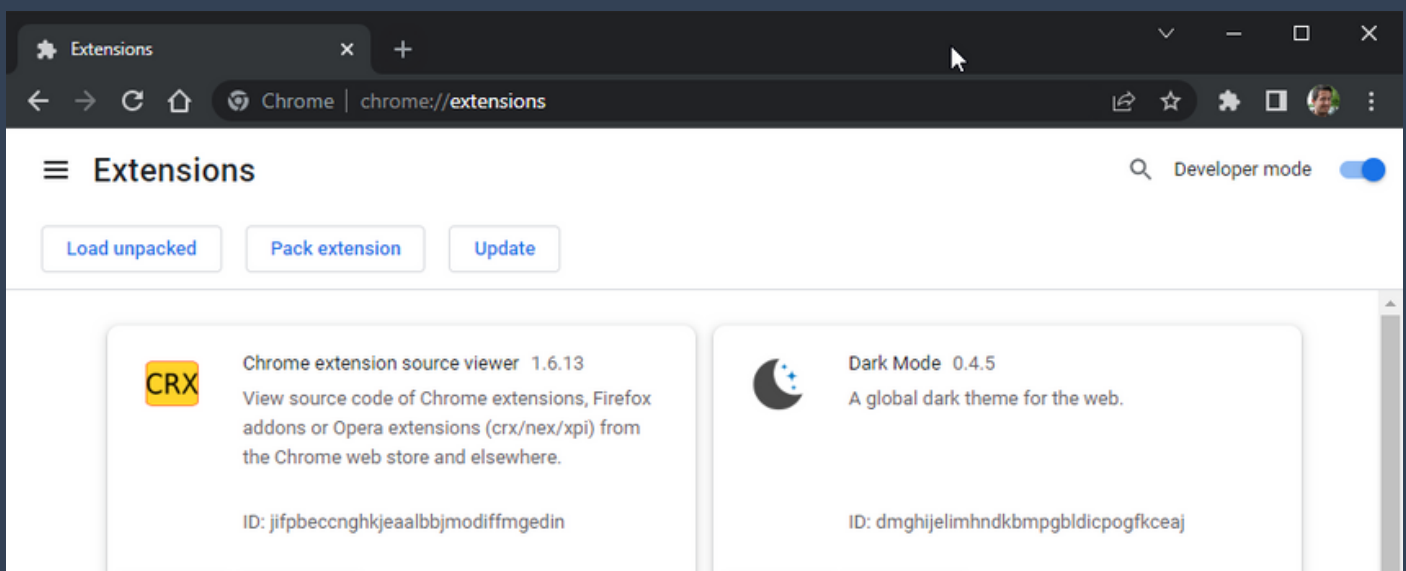 Extensions
Chrome | chrome://extensions
Extensions
Developer mode
Load unpacked
Pack extension
Update
CRX
Chrome extension source viewer 1.6.13
View source code of Chrome extensions, Firefox
addons or Opera extensions (crx/nex/xpi) from
the Chrome web store and elsewhere.
ID: jifpbeccnghkjeaalbbjmodiffmgedin
Dark Mode 0.4.5
A global dark theme for the web.
ID: dmghijelimhndkbmpgbldicpogfkceaj